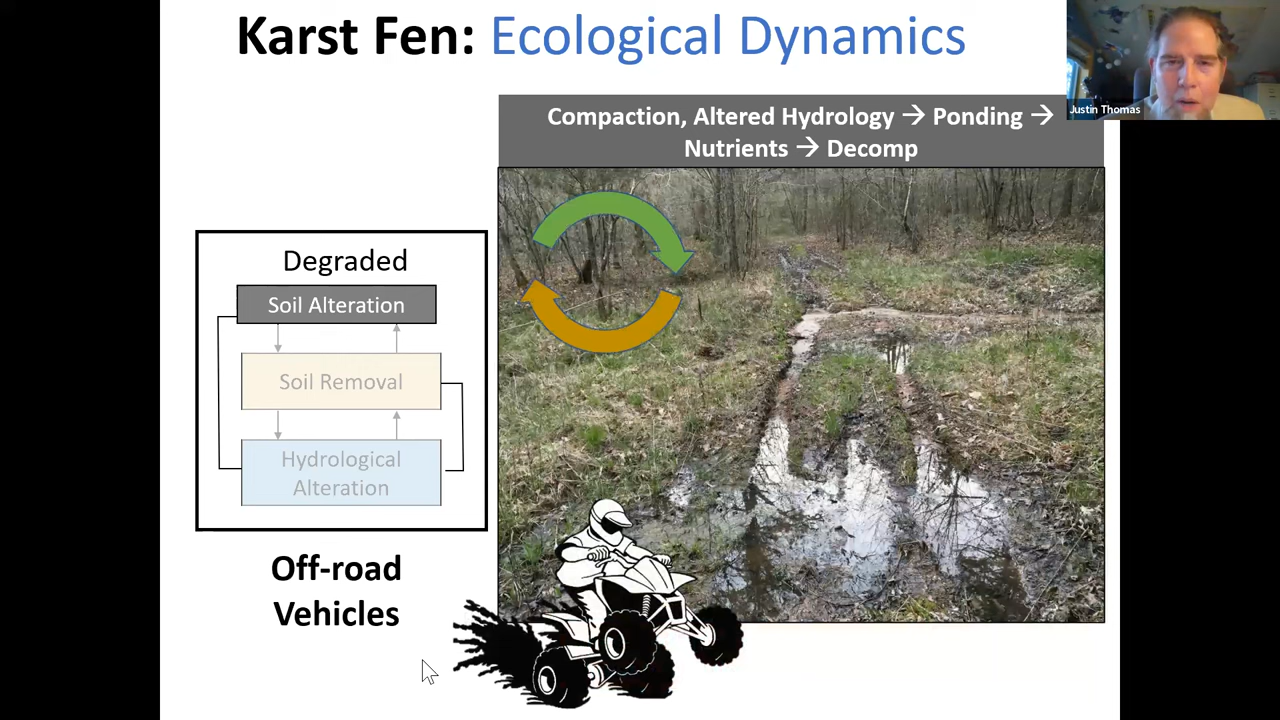 Karst Fen: Ecological Dynamics
Justin Thomas
Compaction, Altered Hydrology → Ponding →
Nutrients → Decomp
Degraded
Soil Alteration
Soil Removal
Hydrological
Alteration
Off-road
Vehicles